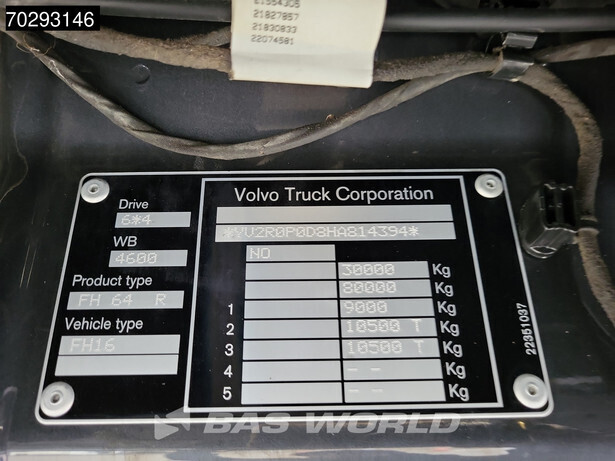 70293146
21554305
21827857
21830833
22074581
Volvo Truck Corporation
Drive
6*4
*YV2R0P0D8HA814394*
WB
4600
NO
30000 Kg
Product type
80000 Kg
FH 64 R
1 9000 Kg
Vehicle type
2 10500 T Kg
FH16
3 10500 T Kg
4 - - Kg
5 - - Kg
22351037
BAS WORLD